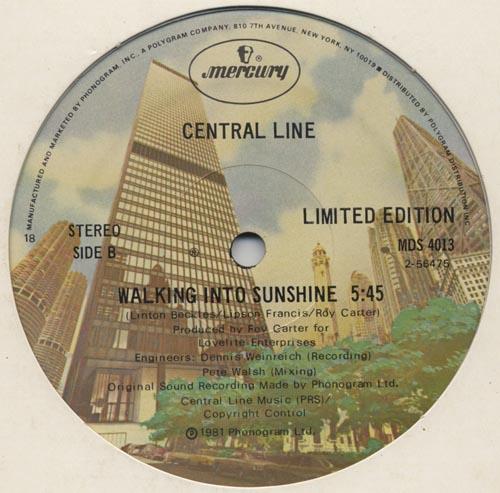 MANUFACTURED AND MARKETED BY PHONOGRAM, INC., A POLYGRAM COMPANY, 810 7TH AVENUE, NEW YORK, NY 10019 ■ DISTRIBUTED BY POLYGRAM DISTRIBUTION INC.
®
mercury
CENTRAL LINE
18
STEREO
SIDE B
®
LIMITED EDITION
MDS 4013
2-56475
WALKING INTO SUNSHINE 5:45
(Linton Beckles/Lipson Francis/Roy Carter)
Produced by Roy Carter for
Lovelite Enterprises
Engineers: Dennis Weinreich (Recording)
Pete Walsh (Mixing)
Original Sound Recording Made by Phonogram Ltd.
Central Line Music (PRS)/
Copyright Control
℗ 1981 Phonogram Ltd.